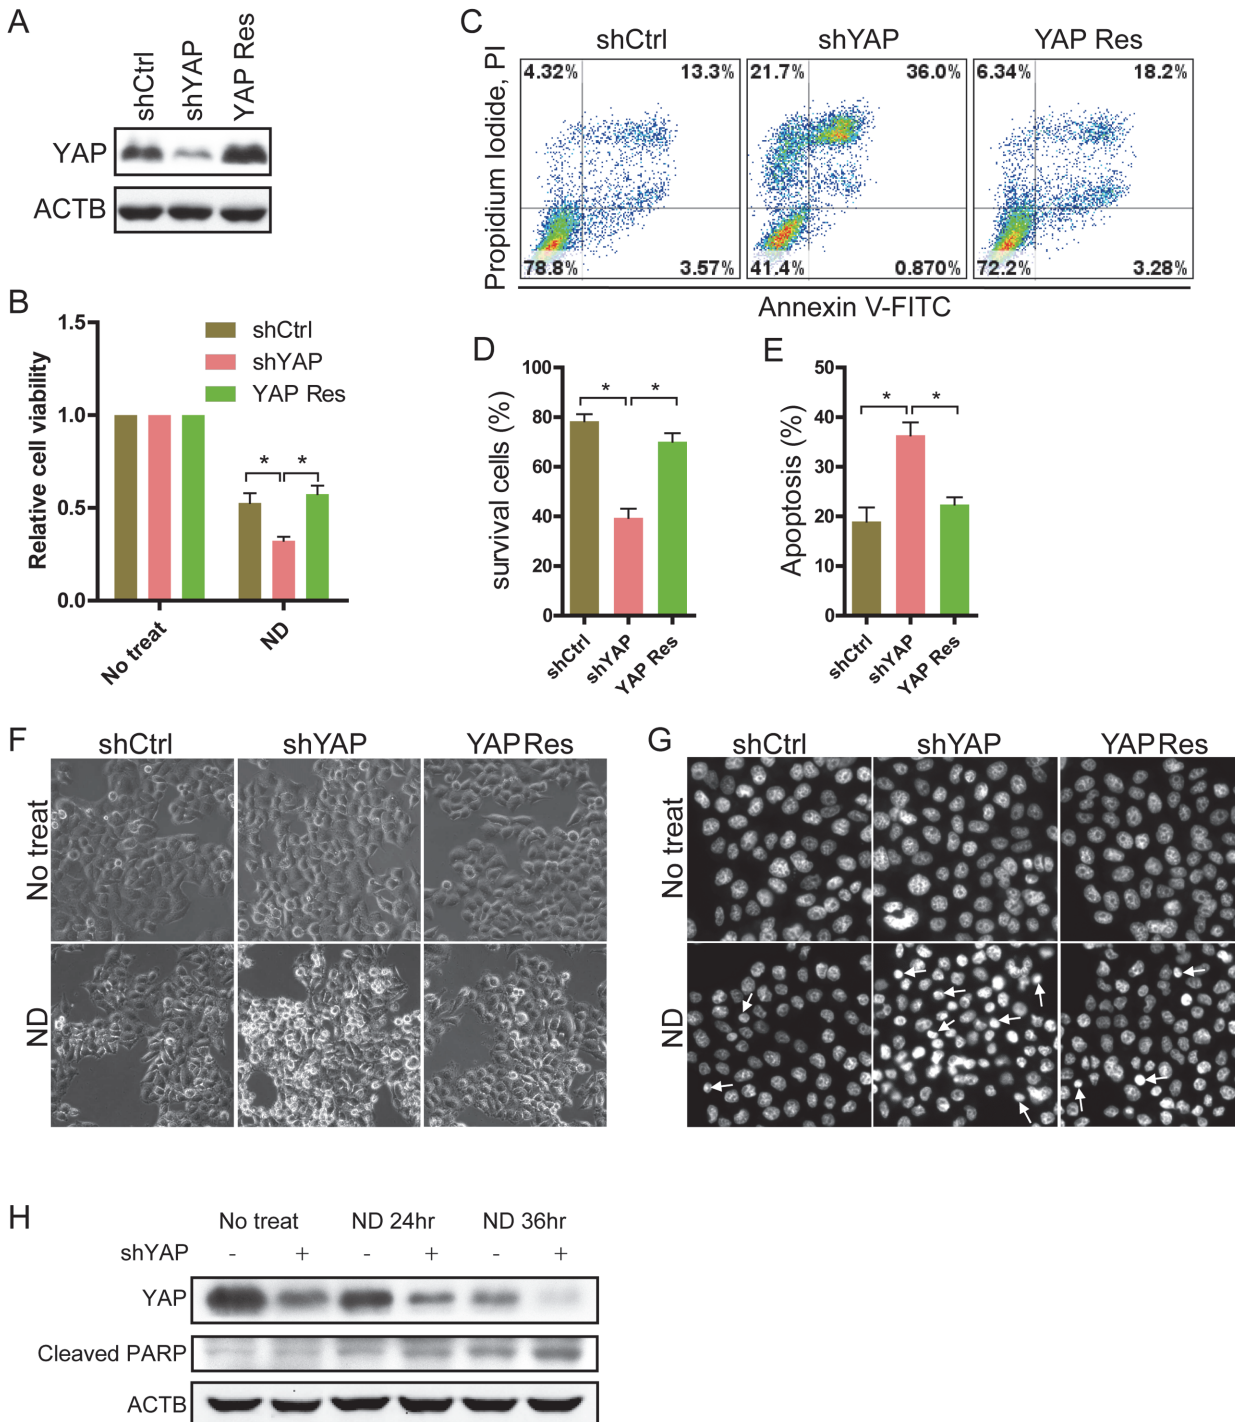 A
shCtrl
shYAP
YAP Res
YAP
ACTB
B
Relative cell viability
1.5
1.0
0.5
0.0
shCtrl
shYAP
YAP Res
*
*
No treat
ND
C
shCtrl
shYAP
YAP Res
Propidium Iodide, PI
4.32%
13.3%
78.8%
3.57%
21.7%
36.0%
41.4%
0.870%
6.34%
18.2%
72.2%
3.28%
Annexin V-FITC
D
survival cells (%)
100
80
60
40
20
0
*
*
shCtrl
shYAP
YAP Res
E
Apoptosis (%)
50
40
30
20
10
0
*
*
shCtrl
shYAP
YAP Res
F
shCtrl
shYAP
YAP Res
No treat
ND
G
shCtrl
shYAP
YAP Res
No treat
ND
H
No treat ND 24hr ND 36hr
shYAP - + - + - +
YAP
Cleaved PARP
ACTB